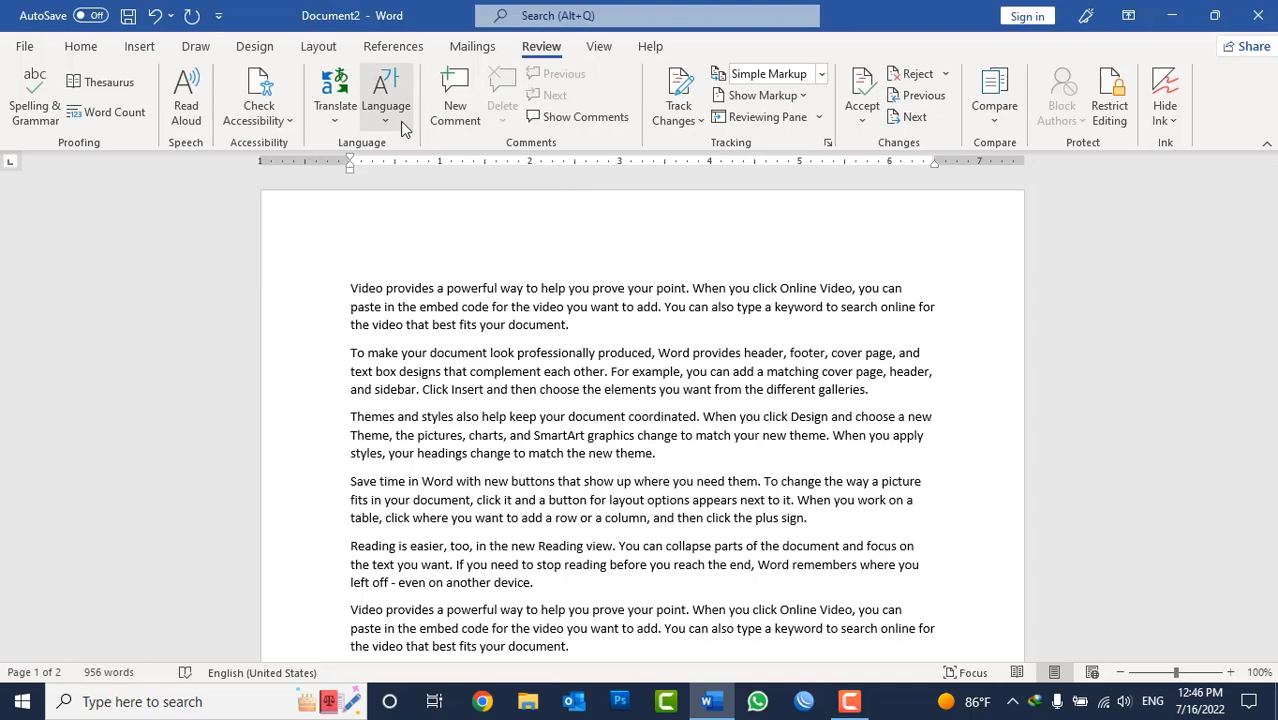 AutoSave Off Document2 - Word Search (Alt+Q) Sign in
File Home Insert Draw Design Layout References Mailings Review View Help Share
abc Spelling & Grammar
Thesaurus
123 Word Count
Proofing
A Read Aloud
Speech
Check Accessibility
Accessibility
Translate
A가 Language
Language
New Comment
Delete
Previous
Next
Show Comments
Comments
Track Changes
Simple Markup
Show Markup
Reviewing Pane
Tracking
Accept
Reject
Previous
Next
Changes
Compare
Compare
Block Authors
Restrict Editing
Protect
Hide Ink
Ink
1 1 2 3 4 5 6 7
Video provides a powerful way to help you prove your point. When you click Online Video, you can
paste in the embed code for the video you want to add. You can also type a keyword to search online for
the video that best fits your document.
To make your document look professionally produced, Word provides header, footer, cover page, and
text box designs that complement each other. For example, you can add a matching cover page, header,
and sidebar. Click Insert and then choose the elements you want from the different galleries.
Themes and styles also help keep your document coordinated. When you click Design and choose a new
Theme, the pictures, charts, and SmartArt graphics change to match your new theme. When you apply
styles, your headings change to match the new theme.
Save time in Word with new buttons that show up where you need them. To change the way a picture
fits in your document, click it and a button for layout options appears next to it. When you work on a
table, click where you want to add a row or a column, and then click the plus sign.
Reading is easier, too, in the new Reading view. You can collapse parts of the document and focus on
the text you want. If you need to stop reading before you reach the end, Word remembers where you
left off - even on another device.
Video provides a powerful way to help you prove your point. When you click Online Video, you can
paste in the embed code for the video you want to add. You can also type a keyword to search online for
the video that best fits your document.
Page 1 of 2 956 words English (United States) Focus 100%
Type here to search 86°F ENG 12:46 PM
7/16/2022